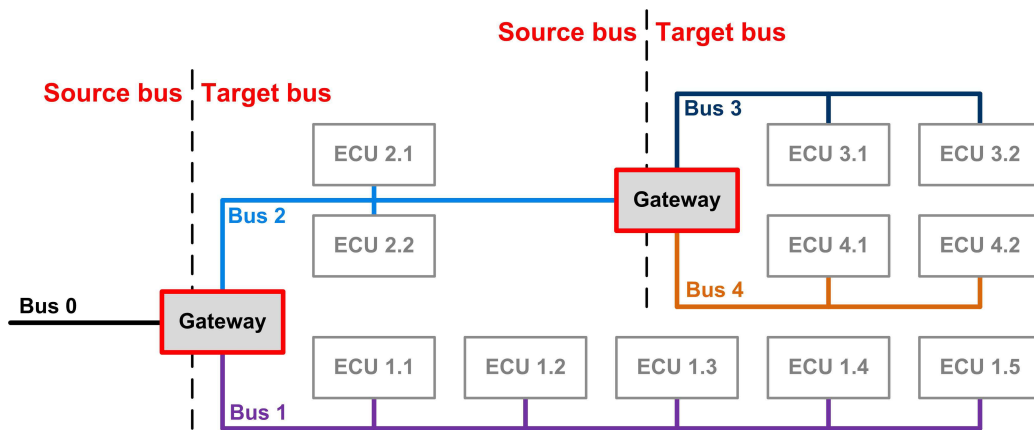 Source bus Target bus
Source bus Target bus
Bus 3
ECU 2.1
ECU 3.1
ECU 3.2
Gateway
Bus 2
ECU 2.2
ECU 4.1
ECU 4.2
Bus 4
Bus 0
Gateway
ECU 1.1
ECU 1.2
ECU 1.3
ECU 1.4
ECU 1.5
Bus 1